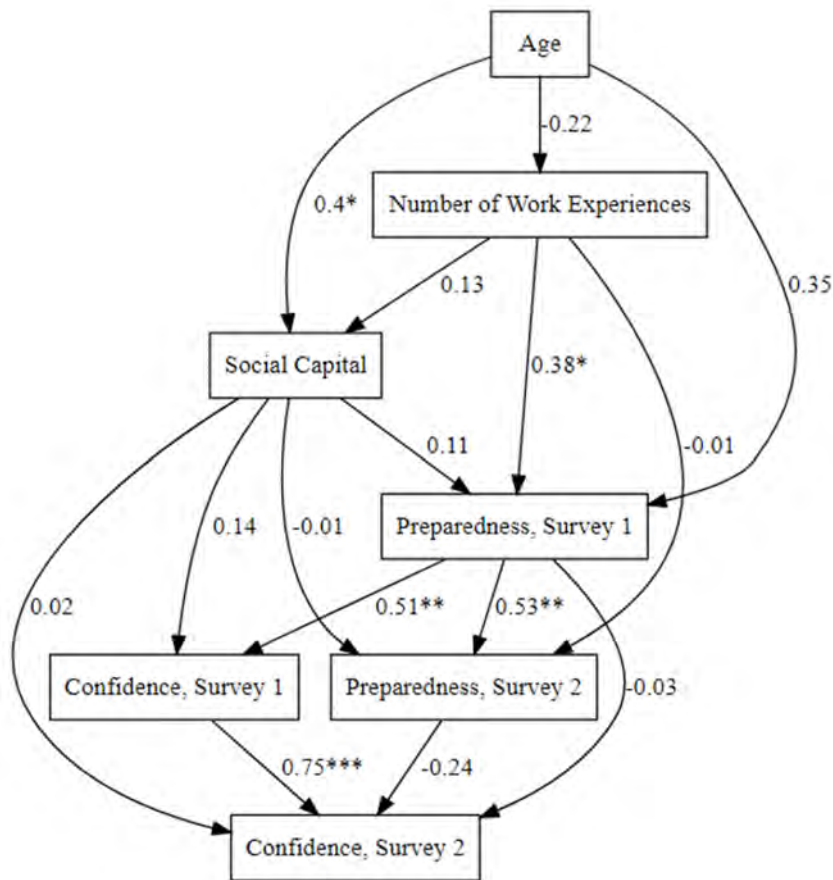 Age
-0.22
Number of Work Experiences
0.4*
0.13
0.35
Social Capital
0.38*
0.11
-0.01
Preparedness, Survey 1
0.14
-0.01
0.02
0.51**
0.53**
Confidence, Survey 1
Preparedness, Survey 2
-0.03
0.75***
-0.24
Confidence, Survey 2